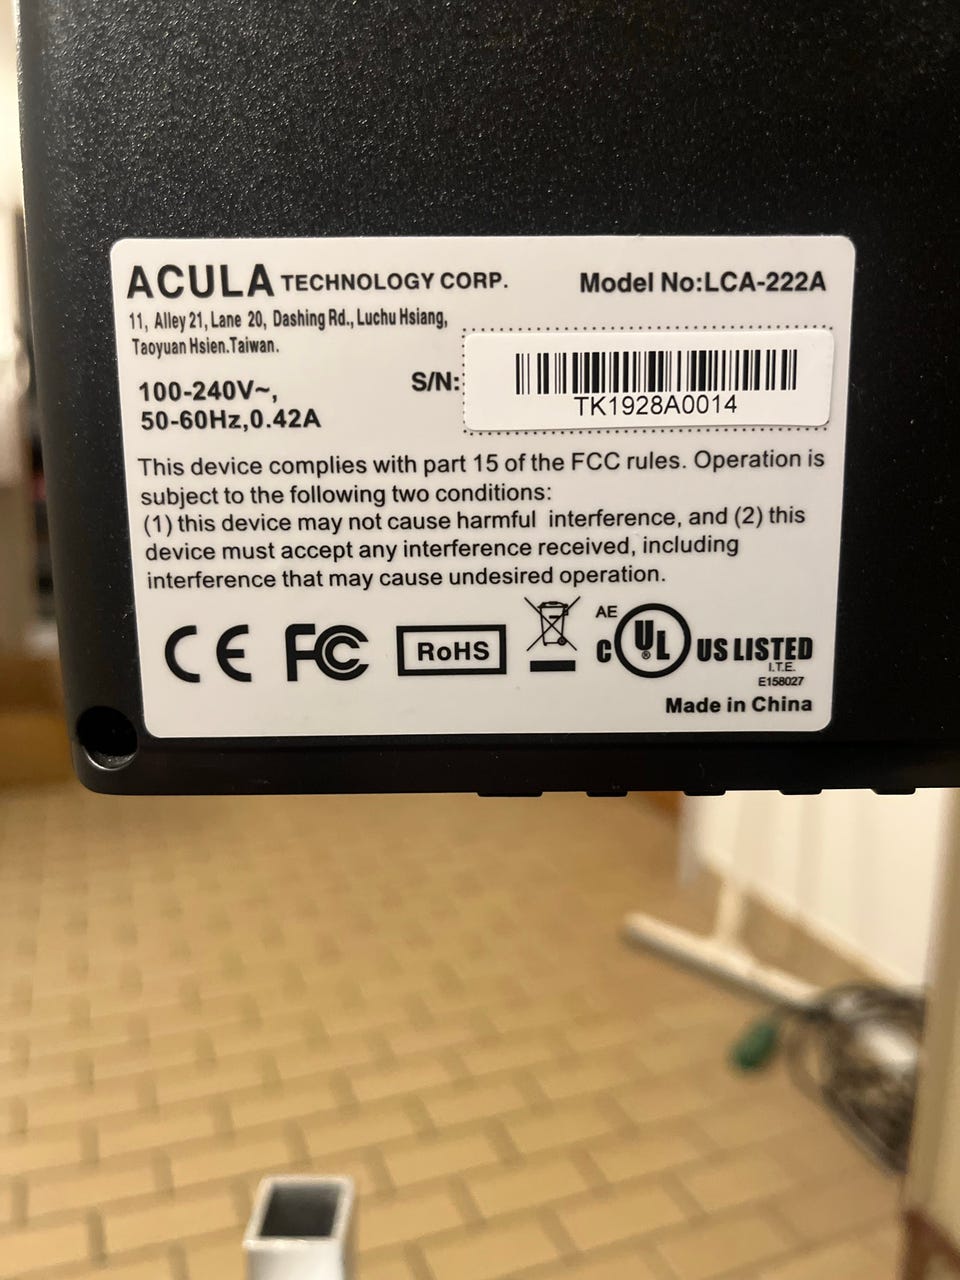 ACULA TECHNOLOGY CORP.
Model No:LCA-222A
11, Alley 21, Lane 20, Dashing Rd., Luchu Hsiang,
Taoyuan Hsien.Taiwan.
100-240V~,
50-60Hz,0.42A
S/N:
TK1928A0014
This device complies with part 15 of the FCC rules. Operation is
subject to the following two conditions:
(1) this device may not cause harmful interference, and (2) this
device must accept any interference received, including
interference that may cause undesired operation.
CE FC RoHS AE c UL ® US LISTED
I.T.E.
E158027
Made in China